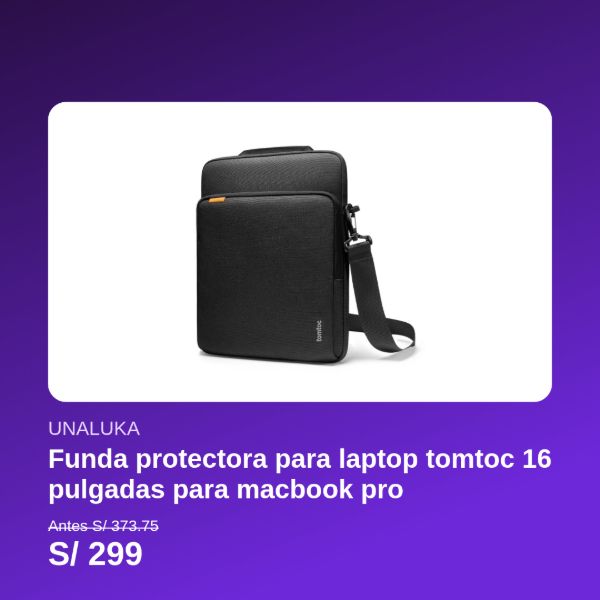 tomtoc
UNALUKA
Funda protectora para laptop tomtoc 16
pulgadas para macbook pro
Antes S/ 373.75
S/ 299